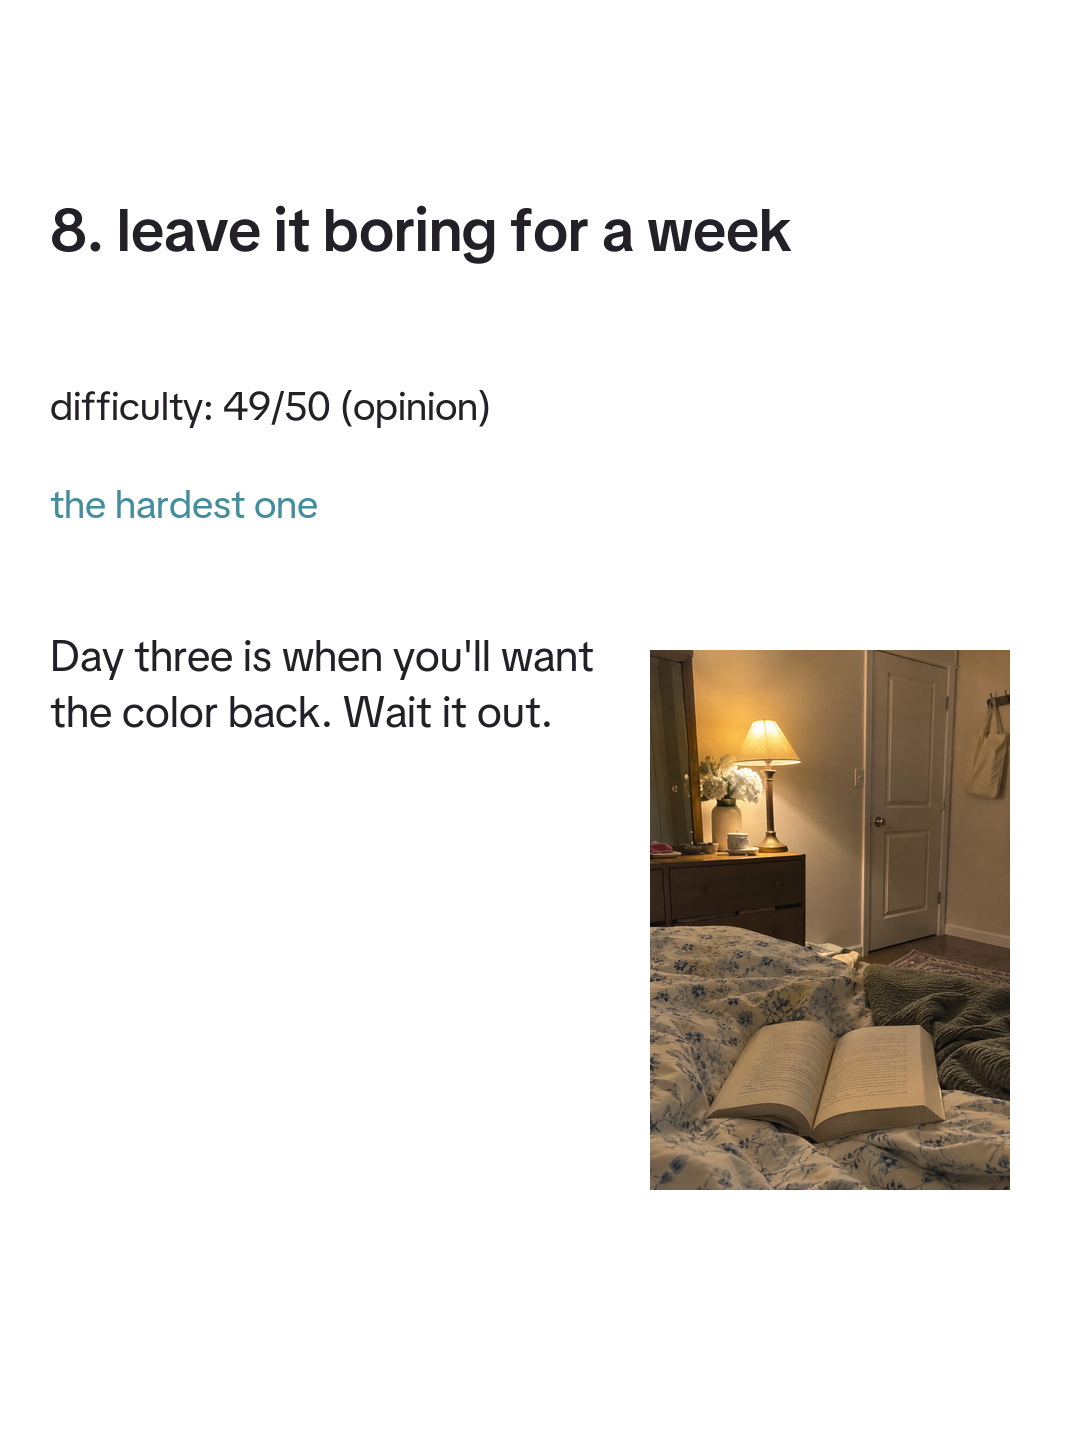 8. leave it boring for a week
difficulty: 49/50 (opinion)
the hardest one
Day three is when you'll want
the color back. Wait it out.